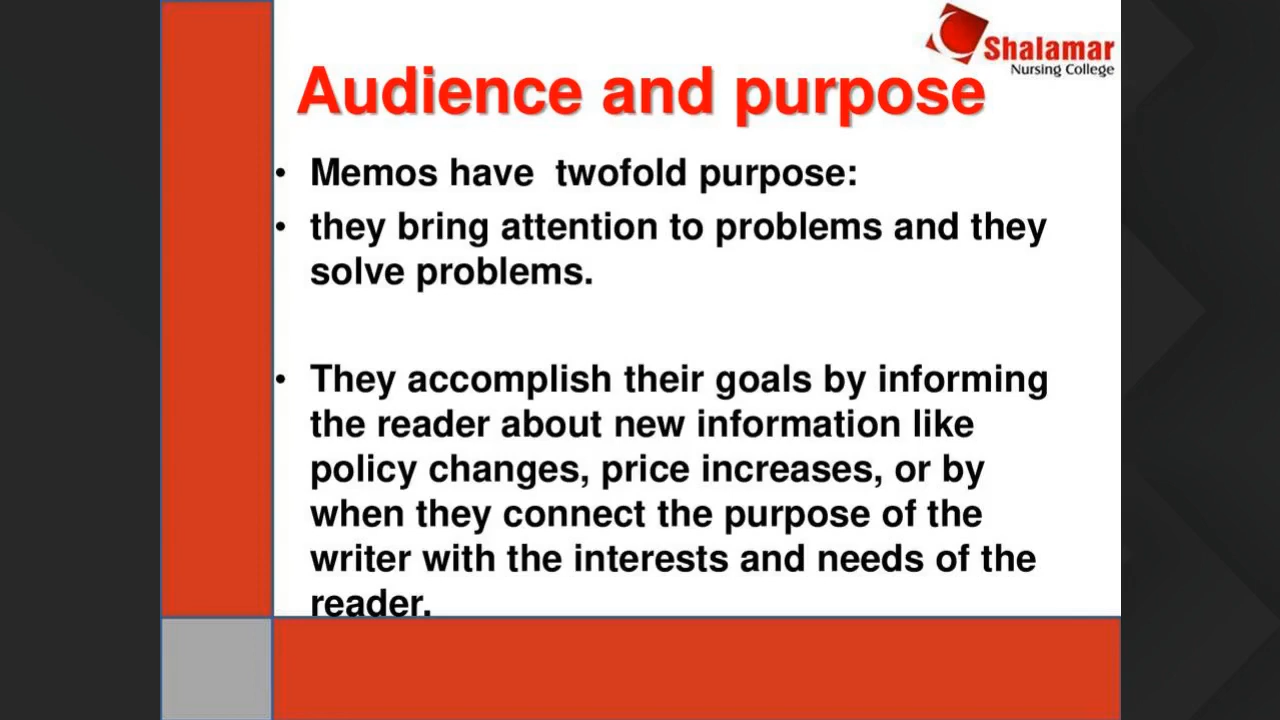 Shalamar
Nursing College
Audience and purpose
• Memos have  twofold purpose:
• they bring attention to problems and they
solve problems.
• They accomplish their goals by informing
the reader about new information like
policy changes, price increases, or by
when they connect the purpose of the
writer with the interests and needs of the
reader.